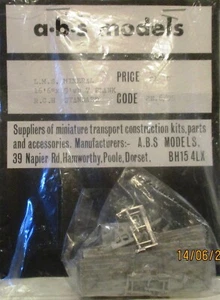 a·b·s models
L.M.S. MINERAL PRICE
CODE
Suppliers of miniature transport construction kits, parts
and accessories. Manufacturers:- A.B.S MODELS.
39 Napier Rd, Hamworthy, Poole, Dorset. BH15 4LX
14/06/2